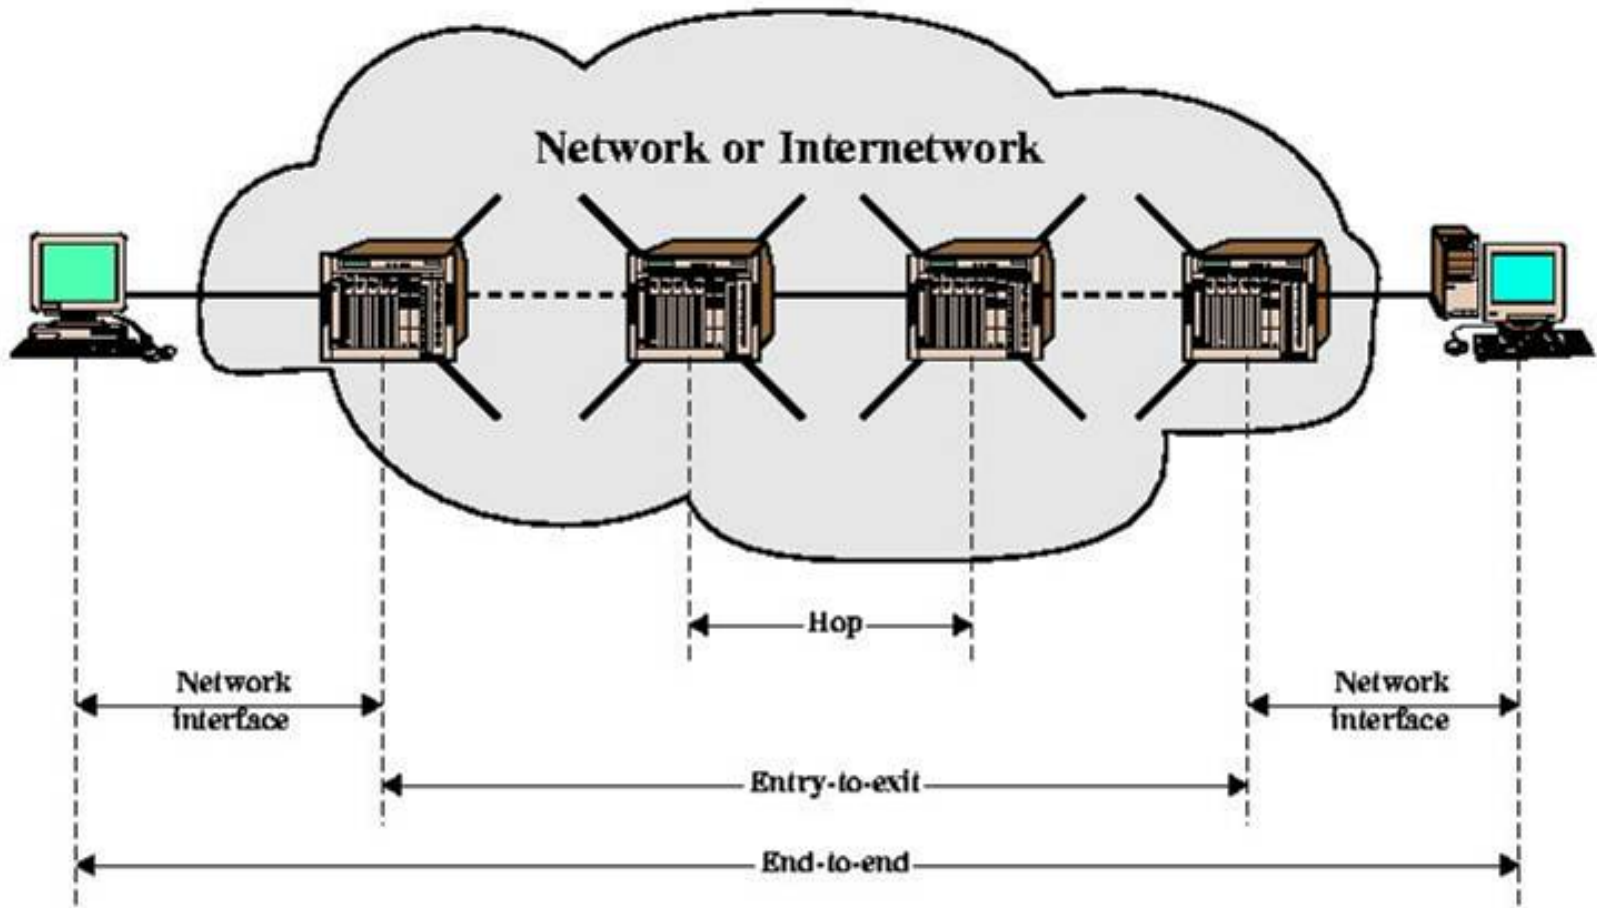 Network or Internetwork
Hop
Network
interface
Network
interface
Entry-to-exit
End-to-end